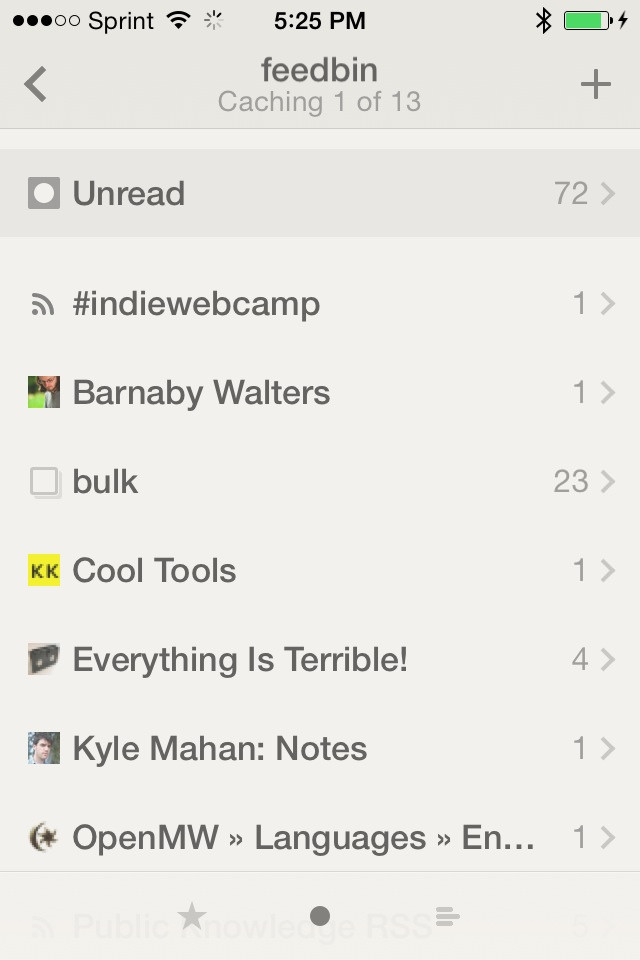 Sprint 5:25 PM
feedbin
Caching 1 of 13
Unread 72
#indiewebcamp 1
Barnaby Walters 1
bulk 23
KK Cool Tools 1
Everything Is Terrible! 4
Kyle Mahan: Notes 1
OpenMW » Languages » En... 1
Public Knowledge RSS 5